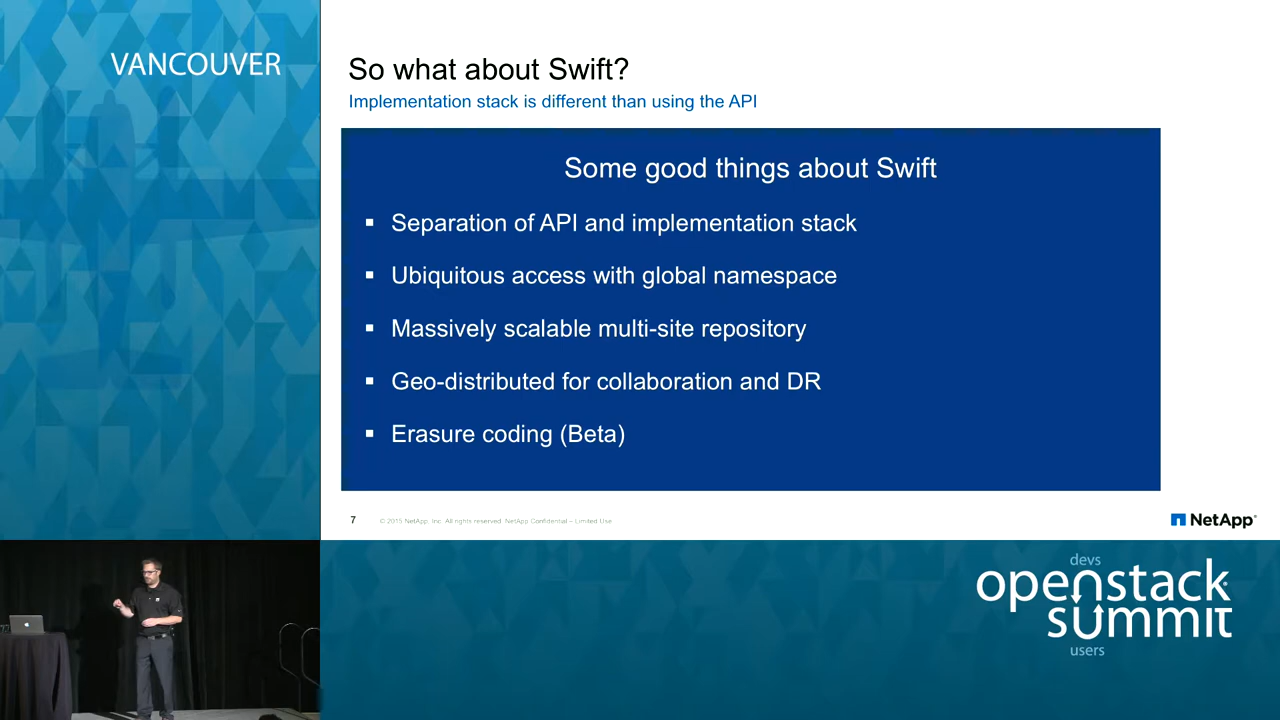 VANCOUVER
So what about Swift?
Implementation stack is different than using the API
Some good things about Swift
▪ Separation of API and implementation stack
▪ Ubiquitous access with global namespace
▪ Massively scalable multi-site repository
▪ Geo-distributed for collaboration and DR
▪ Erasure coding (Beta)
7 © 2015 NetApp, Inc. All rights reserved. NetApp Confidential – Limited Use
NetApp
devs
openstack
summit
users